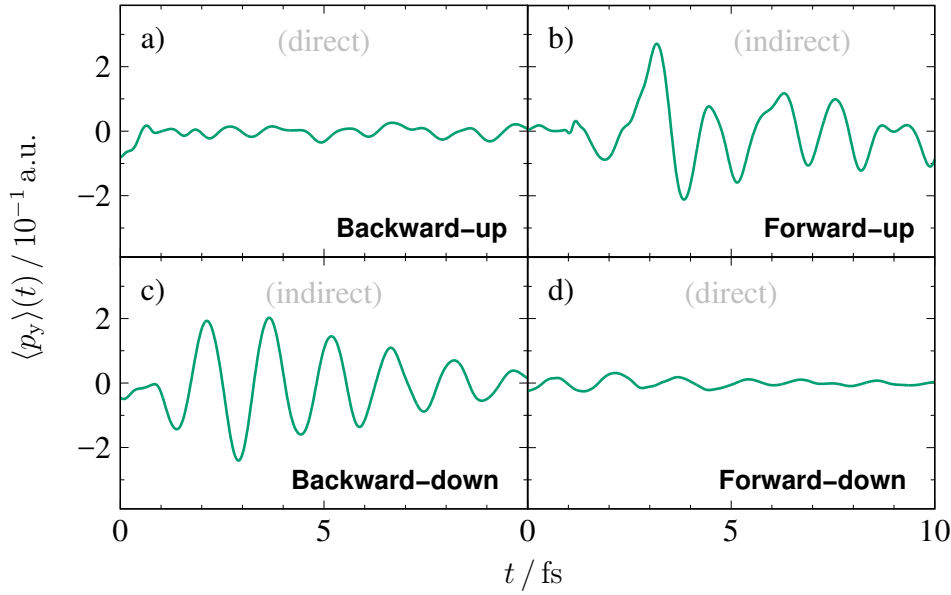 a)
(direct)
b)
(indirect)
2
0
−2
Backward−up
Forward−up
c)
(indirect)
d)
(direct)
2
0
−2
Backward−down
Forward−down
0
5
0
5
10
⟨p_y⟩(t) / 10⁻¹ a.u.
t / fs